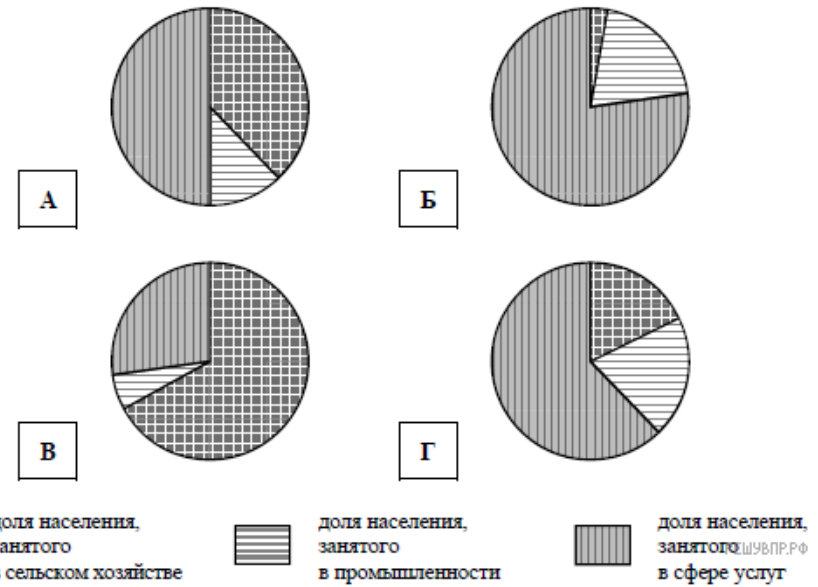 А
Б
В
Г
доля населения,
занятого
в сельском хозяйстве
доля населения,
занятого
в промышленности
доля населения,
занятого
в сфере услуг
РЕШУВПР.РФ